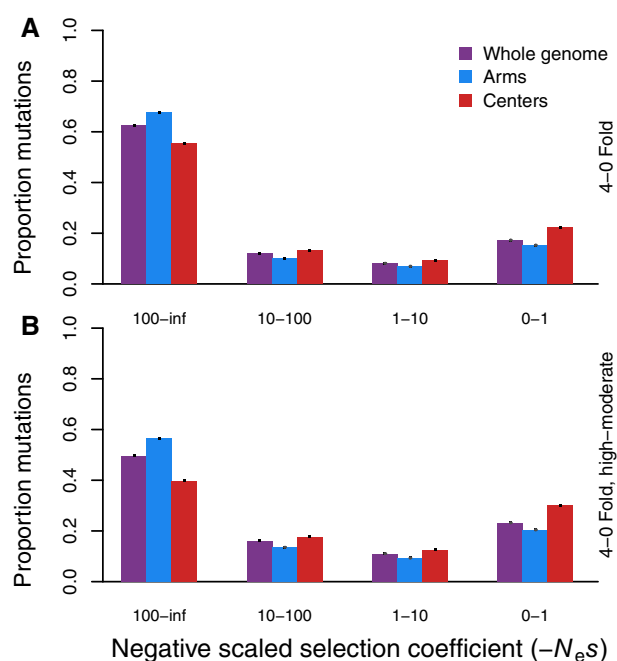 A
Proportion mutations
0.0 0.2 0.4 0.6 0.8 1.0
Whole genome
Arms
Centers
4−0 Fold
100−inf 10−100 1−10 0−1
B
Proportion mutations
0.0 0.2 0.4 0.6 0.8 1.0
4−0 Fold, high−moderate
100−inf 10−100 1−10 0−1
Negative scaled selection coefficient (−Nes)